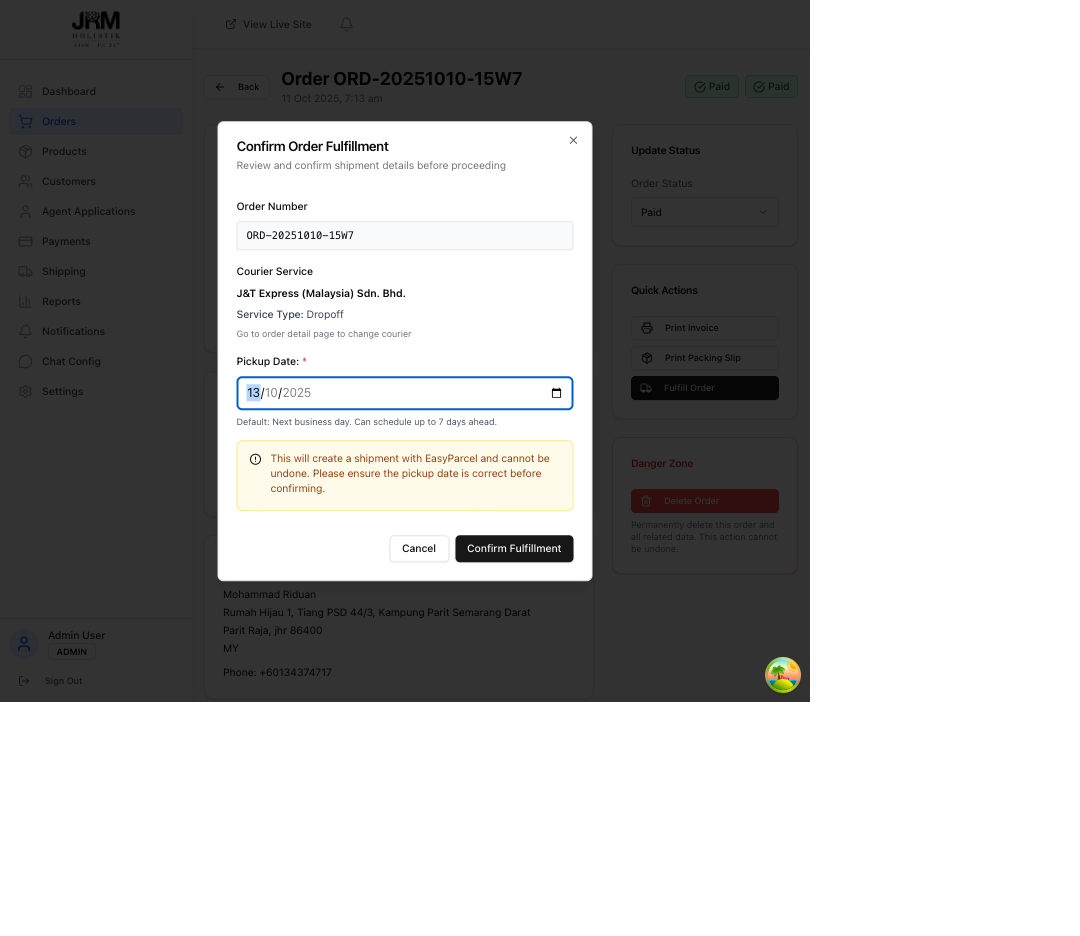 JRM
HOLISTIK
View Live Site
Dashboard
Orders
Products
Customers
Agent Applications
Payments
Shipping
Reports
Notifications
Chat Config
Settings
Admin User
ADMIN
Sign Out
Back
Order ORD-20251010-15W7
11 Oct 2025, 7:13 am
Paid
Paid
Confirm Order Fulfillment
Review and confirm shipment details before proceeding
Order Number
ORD-20251010-15W7
Courier Service
J&T Express (Malaysia) Sdn. Bhd.
Service Type: Dropoff
Go to order detail page to change courier
Pickup Date: *
13/10/2025
Default: Next business day. Can schedule up to 7 days ahead.
This will create a shipment with EasyParcel and cannot be
undone. Please ensure the pickup date is correct before
confirming.
Cancel
Confirm Fulfillment
Mohammad Riduan
Rumah Hijau 1, Tiang PSD 44/3, Kampung Parit Semarang Darat
Parit Raja, jhr 86400
MY
Phone: +60134374717
Update Status
Order Status
Paid
Quick Actions
Print Invoice
Print Packing Slip
Fulfill Order
Danger Zone
Delete Order
Permanently delete this order and
all related data. This action cannot
be undone.